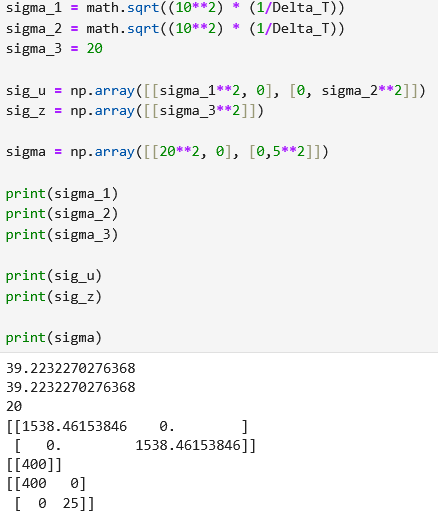 sigma_1 = math.sqrt((10**2) * (1/Delta_T))
sigma_2 = math.sqrt((10**2) * (1/Delta_T))
sigma_3 = 20
sig_u = np.array([[sigma_1**2, 0], [0, sigma_2**2]])
sig_z = np.array([[sigma_3**2]])
sigma = np.array([[20**2, 0], [0,5**2]])
print(sigma_1)
print(sigma_2)
print(sigma_3)
print(sig_u)
print(sig_z)
print(sigma)
39.2232270276368
39.2232270276368
20
[[1538.46153846    0.        ]
 [   0.         1538.46153846]]
[[400]]
[[400   0]
 [  0  25]]